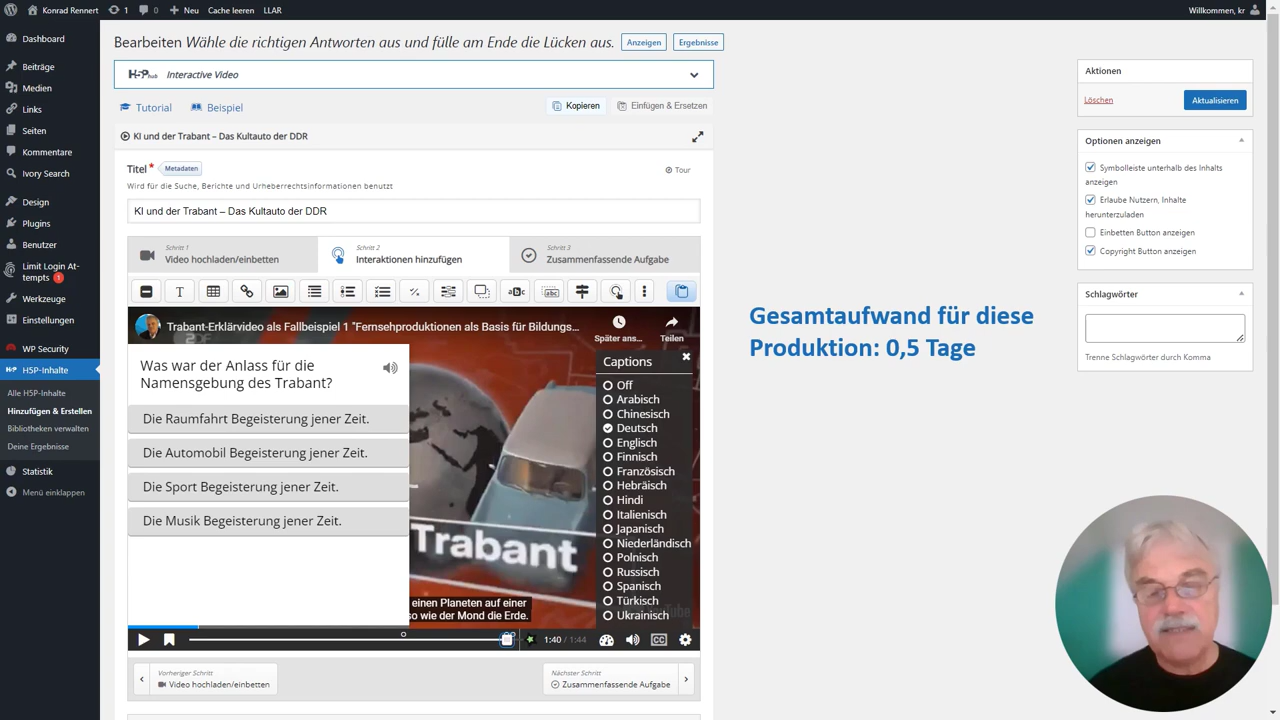 Konrad Rennert
1
0
Neu
Cache leeren
LLAR
Willkommen, kr
Dashboard
Beiträge
Medien
Links
Seiten
Kommentare
Ivory Search
Design
Plugins
Benutzer
Limit Login At-
tempts 1
Werkzeuge
Einstellungen
WP Security
H5P-Inhalte
Alle H5P-Inhalte
Hinzufügen & Erstellen
Bibliotheken verwalten
Deine Ergebnisse
Statistik
Menü einklappen
Bearbeiten Wähle die richtigen Antworten aus und fülle am Ende die Lücken aus.
Anzeigen
Ergebnisse
H5P hub
Interactive Video
Tutorial
Beispiel
Kopieren
Einfügen & Ersetzen
KI und der Trabant – Das Kultauto der DDR
Titel *
Metadaten
Tour
Wird für die Suche, Berichte und Urheberrechtsinformationen benutzt
KI und der Trabant – Das Kultauto der DDR
Schritt 1
Video hochladen/einbetten
Schritt 2
Interaktionen hinzufügen
Schritt 3
Zusammenfassende Aufgabe
T
abc
abc
Trabant-Erklärvideo als Fallbeispiel 1 "Fernsehproduktionen als Basis für Bildungs...
Später ans...
Teilen
Was war der Anlass für die
Namensgebung des Trabant?
Die Raumfahrt Begeisterung jener Zeit.
Die Automobil Begeisterung jener Zeit.
Die Sport Begeisterung jener Zeit.
Die Musik Begeisterung jener Zeit.
Trabant
einen Planeten auf einer
so wie der Mond die Erde.
Captions
Off
Arabisch
Chinesisch
Deutsch
Englisch
Finnisch
Französisch
Hebräisch
Hindi
Italienisch
Japanisch
Niederländisch
Polnisch
Russisch
Spanisch
Türkisch
Ukrainisch
1:40 / 1:44
CC
Vorheriger Schritt
Video hochladen/einbetten
Nächster Schritt
Zusammenfassende Aufgabe
Gesamtaufwand für diese
Produktion: 0,5 Tage
Aktionen
Löschen
Aktualisieren
Optionen anzeigen
Symbolleiste unterhalb des Inhalts
anzeigen
Erlaube Nutzern, Inhalte
herunterzuladen
Einbetten Button anzeigen
Copyright Button anzeigen
Schlagwörter
Trenne Schlagwörter durch Komma